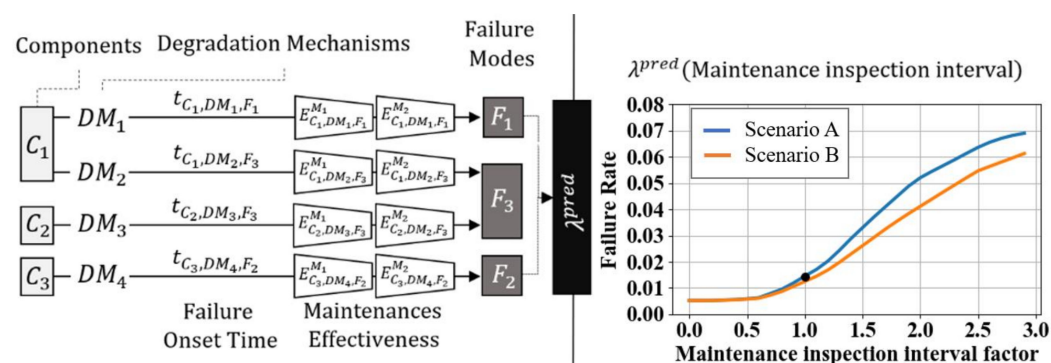 Components
Degradation Mechanisms
Failure
Modes
C₁
DM₁
t_{C₁,DM₁,F₁}
E^{M₁}_{C₁,DM₁,F₁}
E^{M₂}_{C₁,DM₁,F₁}
F₁
DM₂
t_{C₁,DM₂,F₃}
E^{M₁}_{C₁,DM₂,F₃}
E^{M₂}_{C₁,DM₂,F₃}
F₃
C₂
DM₃
t_{C₂,DM₃,F₃}
E^{M₁}_{C₂,DM₃,F₃}
E^{M₂}_{C₂,DM₂,F₃}
C₃
DM₄
t_{C₃,DM₄,F₂}
E^{M₁}_{C₃,DM₄,F₂}
E^{M₂}_{C₃,DM₄,F₂}
F₂
Failure
Onset Time
Maintenances
Effectiveness
λ^{pred}
λ^{pred}(Maintenance inspection interval)
Failure Rate
0.08
0.07
0.06
0.05
0.04
0.03
0.02
0.01
0.00
Scenario A
Scenario B
0.0 0.5 1.0 1.5 2.0 2.5 3.0
Maintenance inspection interval factor